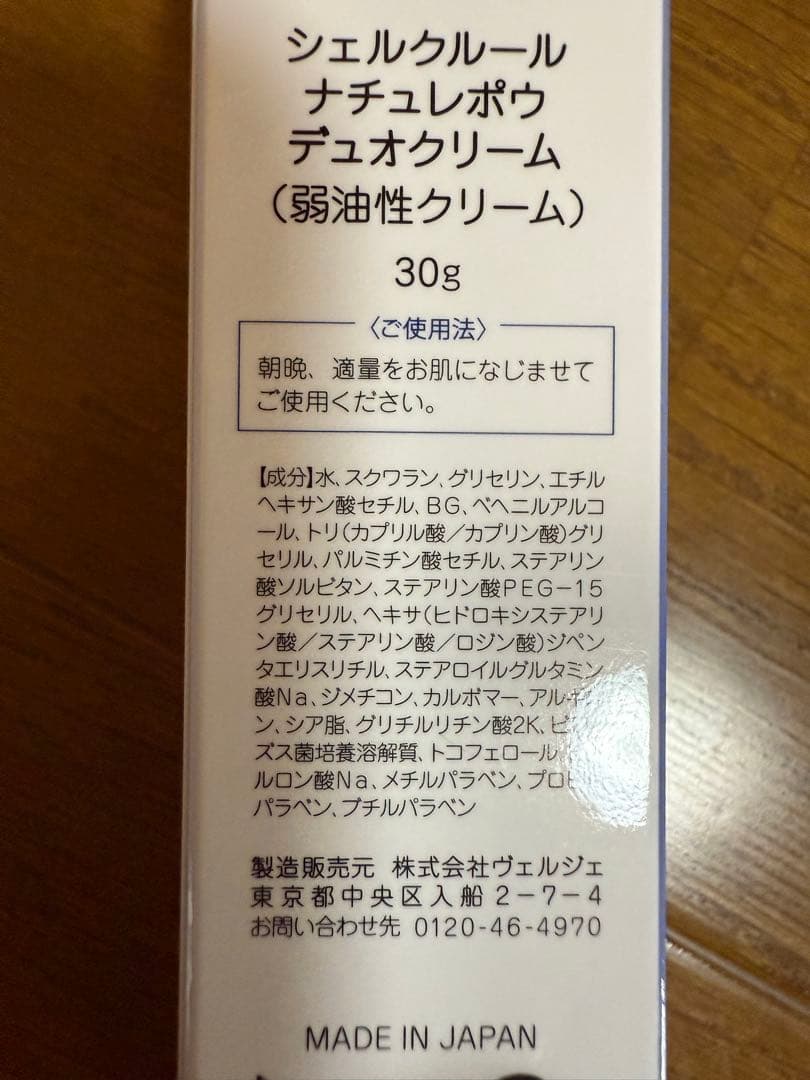 シェルクルール
ナチュレポウ
デュオクリーム
（弱油性クリーム）
30g
〈ご使用法〉
朝晩、適量をお肌になじませて
ご使用ください。
【成分】水、スクワラン、グリセリン、エチル
ヘキサン酸セチル、BG、ベヘニルアルコ
ール、トリ（カプリル酸／カプリン酸）グリ
セリル、パルミチン酸セチル、ステアリン
酸ソルビタン、ステアリン酸PEG−15
グリセリル、ヘキサ（ヒドロキシステアリ
ン酸／ステアリン酸／ロジン酸）ジペン
タエリスリチル、ステアロイルグルタミン
酸Na、ジメチコン、カルボマー、アルギニ
ン、シア脂、グリチルリチン酸2K、ビ
ズス菌培養溶解質、トコフェロール
ルロン酸Na、メチルパラベン、プロピル
パラベン、ブチルパラベン
製造販売元 株式会社ヴェルジェ
東京都中央区入船2−7−4
お問い合わせ先 0120-46-4970
MADE IN JAPAN